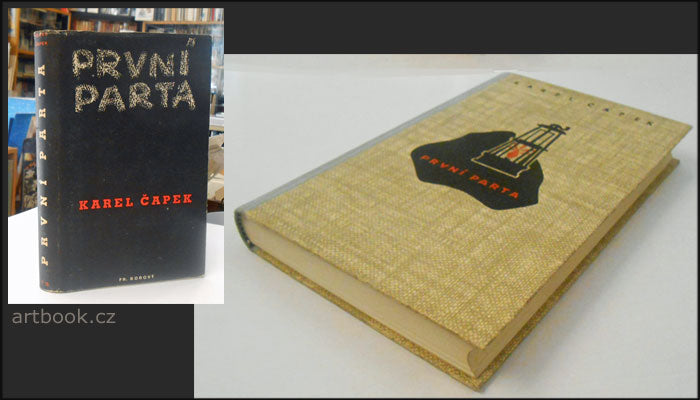 PRVNÍ
PARTA
KAREL ČAPEK
FR. BOROVÝ
PRVNÍ PARTA
artbook.cz
KAREL ČAPEK
PRVNÍ PARTA